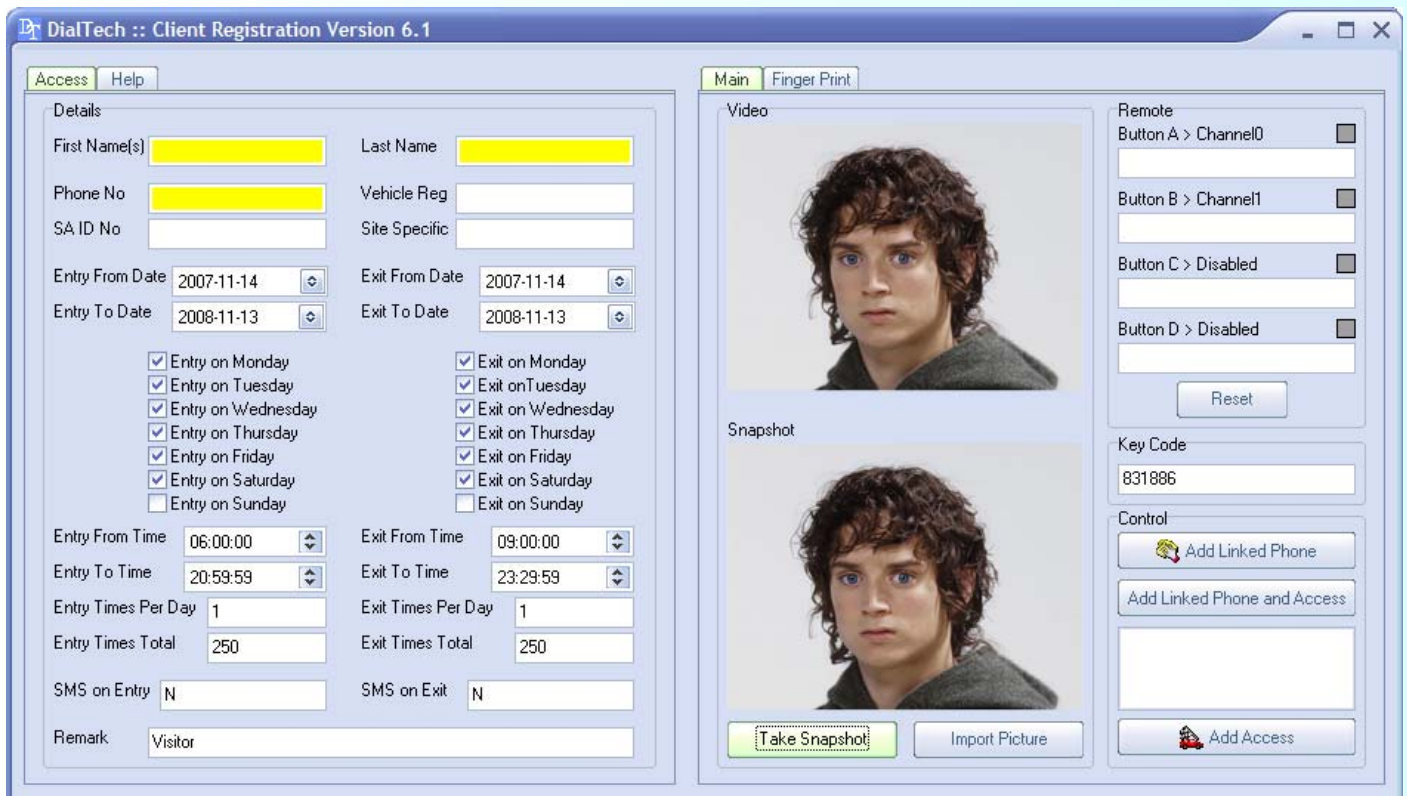 DT DialTech :: Client Registration Version 6.1
Access Help
Details
First Name(s) Last Name
Phone No Vehicle Reg
SA ID No Site Specific
Entry From Date 2007-11-14 Exit From Date 2007-11-14
Entry To Date 2008-11-13 Exit To Date 2008-11-13
Entry on Monday Exit on Monday
Entry on Tuesday Exit onTuesday
Entry on Wednesday Exit on Wednesday
Entry on Thursday Exit on Thursday
Entry on Friday Exit on Friday
Entry on Saturday Exit on Saturday
Entry on Sunday Exit on Sunday
Entry From Time 06:00:00 Exit From Time 09:00:00
Entry To Time 20:59:59 Exit To Time 23:29:59
Entry Times Per Day 1 Exit Times Per Day 1
Entry Times Total 250 Exit Times Total 250
SMS on Entry N SMS on Exit N
Remark Visitor
Main Finger Print
Video
Snapshot
Take Snapshot Import Picture
Remote
Button A > Channel0
Button B > Channel1
Button C > Disabled
Button D > Disabled
Reset
Key Code
831886
Control
Add Linked Phone
Add Linked Phone and Access
Add Access